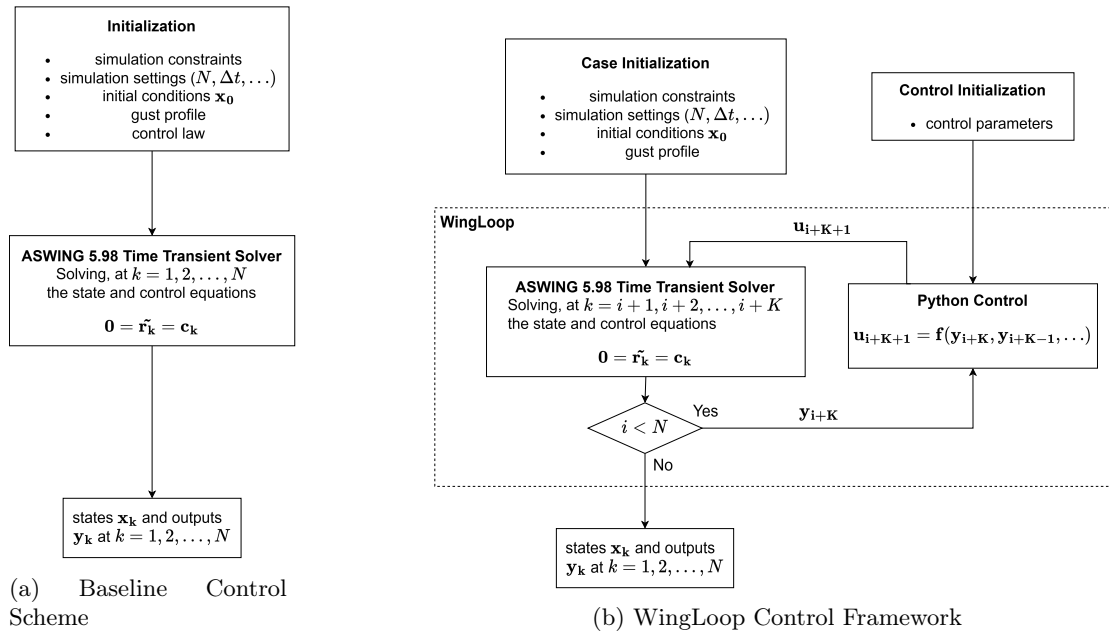 Initialization
• simulation constraints
• simulation settings (N, Δt, …)
• initial conditions x₀
• gust profile
• control law
ASWING 5.98 Time Transient Solver
Solving, at k = 1, 2, …, N
the state and control equations
0 = r̃ₖ = cₖ
states xₖ and outputs
yₖ at k = 1, 2, …, N
(a) Baseline Control
Scheme
Case Initialization
• simulation constraints
• simulation settings (N, Δt, …)
• initial conditions x₀
• gust profile
Control Initialization
• control parameters
WingLoop
u_{i+K+1}
ASWING 5.98 Time Transient Solver
Solving, at k = i + 1, i + 2, …, i + K
the state and control equations
0 = r̃ₖ = cₖ
Python Control
u_{i+K+1} = f(y_{i+K}, y_{i+K−1}, …)
i < N
Yes
y_{i+K}
No
states xₖ and outputs
yₖ at k = 1, 2, …, N
(b) WingLoop Control Framework